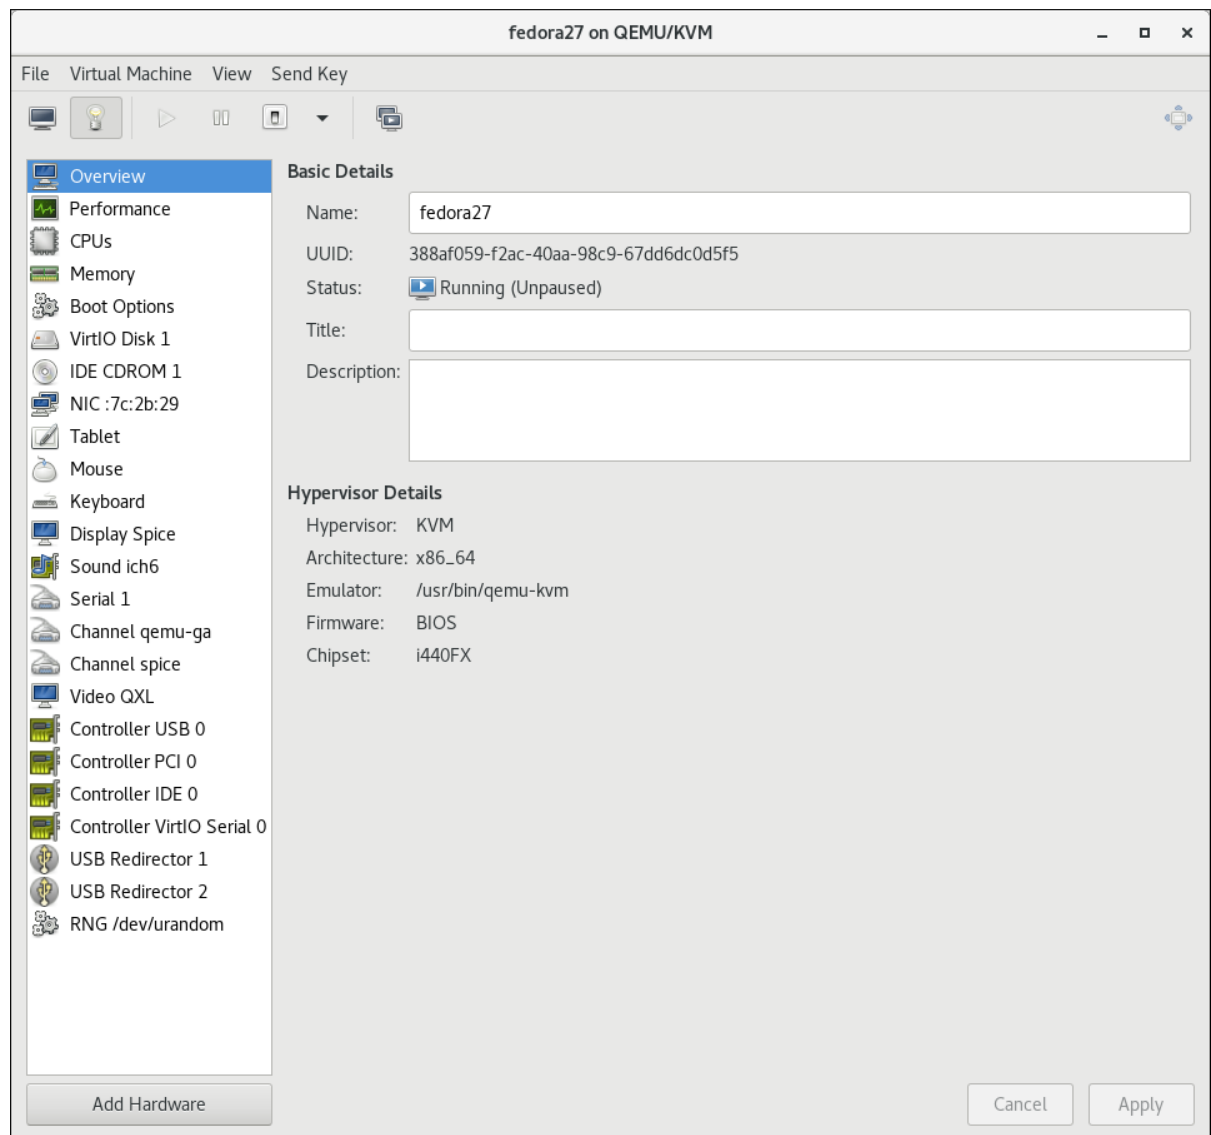 fedora27 on QEMU/KVM
File Virtual Machine View Send Key
Overview
Performance
CPUs
Memory
Boot Options
VirtIO Disk 1
IDE CDROM 1
NIC :7c:2b:29
Tablet
Mouse
Keyboard
Display Spice
Sound ich6
Serial 1
Channel qemu-ga
Channel spice
Video QXL
Controller USB 0
Controller PCI 0
Controller IDE 0
Controller VirtIO Serial 0
USB Redirector 1
USB Redirector 2
RNG /dev/urandom
Add Hardware
Basic Details
Name: fedora27
UUID: 388af059-f2ac-40aa-98c9-67dd6dc0d5f5
Status: Running (Unpaused)
Title:
Description:
Hypervisor Details
Hypervisor: KVM
Architecture: x86_64
Emulator: /usr/bin/qemu-kvm
Firmware: BIOS
Chipset: i440FX
Cancel Apply